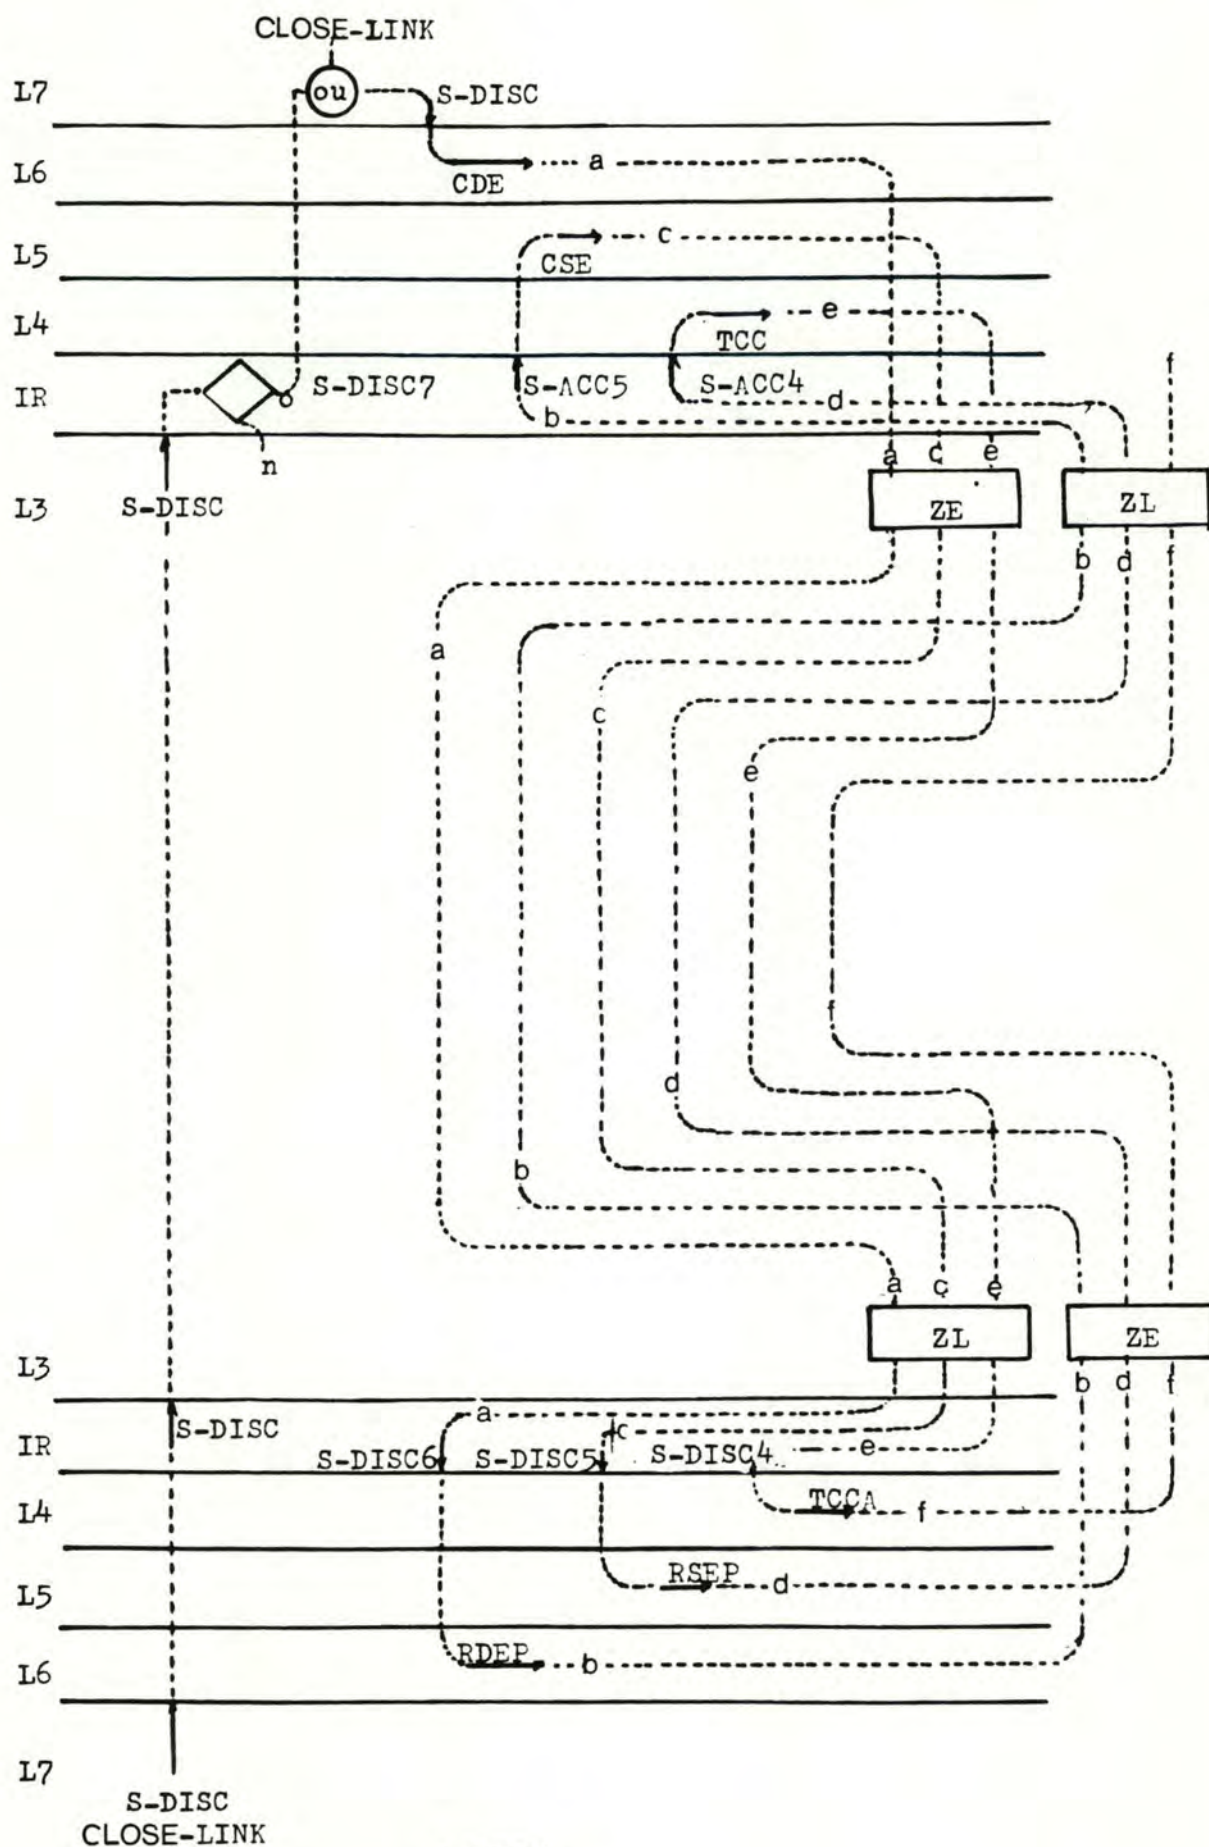 CLOSE-LINK
L7
ou
S-DISC
L6
CDE
a
L5
CSE
c
L4
TCC
e
IR
S-DISC7
S-ACC5
S-ACC4
d
f
b
n
a
c
e
L3
S-DISC
ZE
ZL
b
d
f
a
c
e
f
d
b
a
c
e
ZL
ZE
L3
b
d
f
S-DISC
a
IR
c
S-DISC6
S-DISC5
S-DISC4
e
L4
TCCA
f
L5
RSEP
d
L6
RDEP
b
L7
S-DISC
CLOSE-LINK